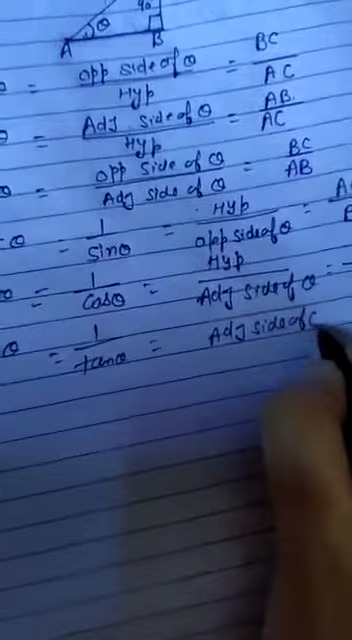 90
A θ B
θ = opp side of θ / Hyp = BC / AC
θ = Adj side of θ / Hyp = AB / AC
θ = opp side of θ / Adj side of θ = BC / AB
θ = 1 / sinθ = Hyp / opp side of θ =
θ = 1 / Cosθ = Hyp / Adj side of θ =
θ = 1 / tanθ = Adj side of